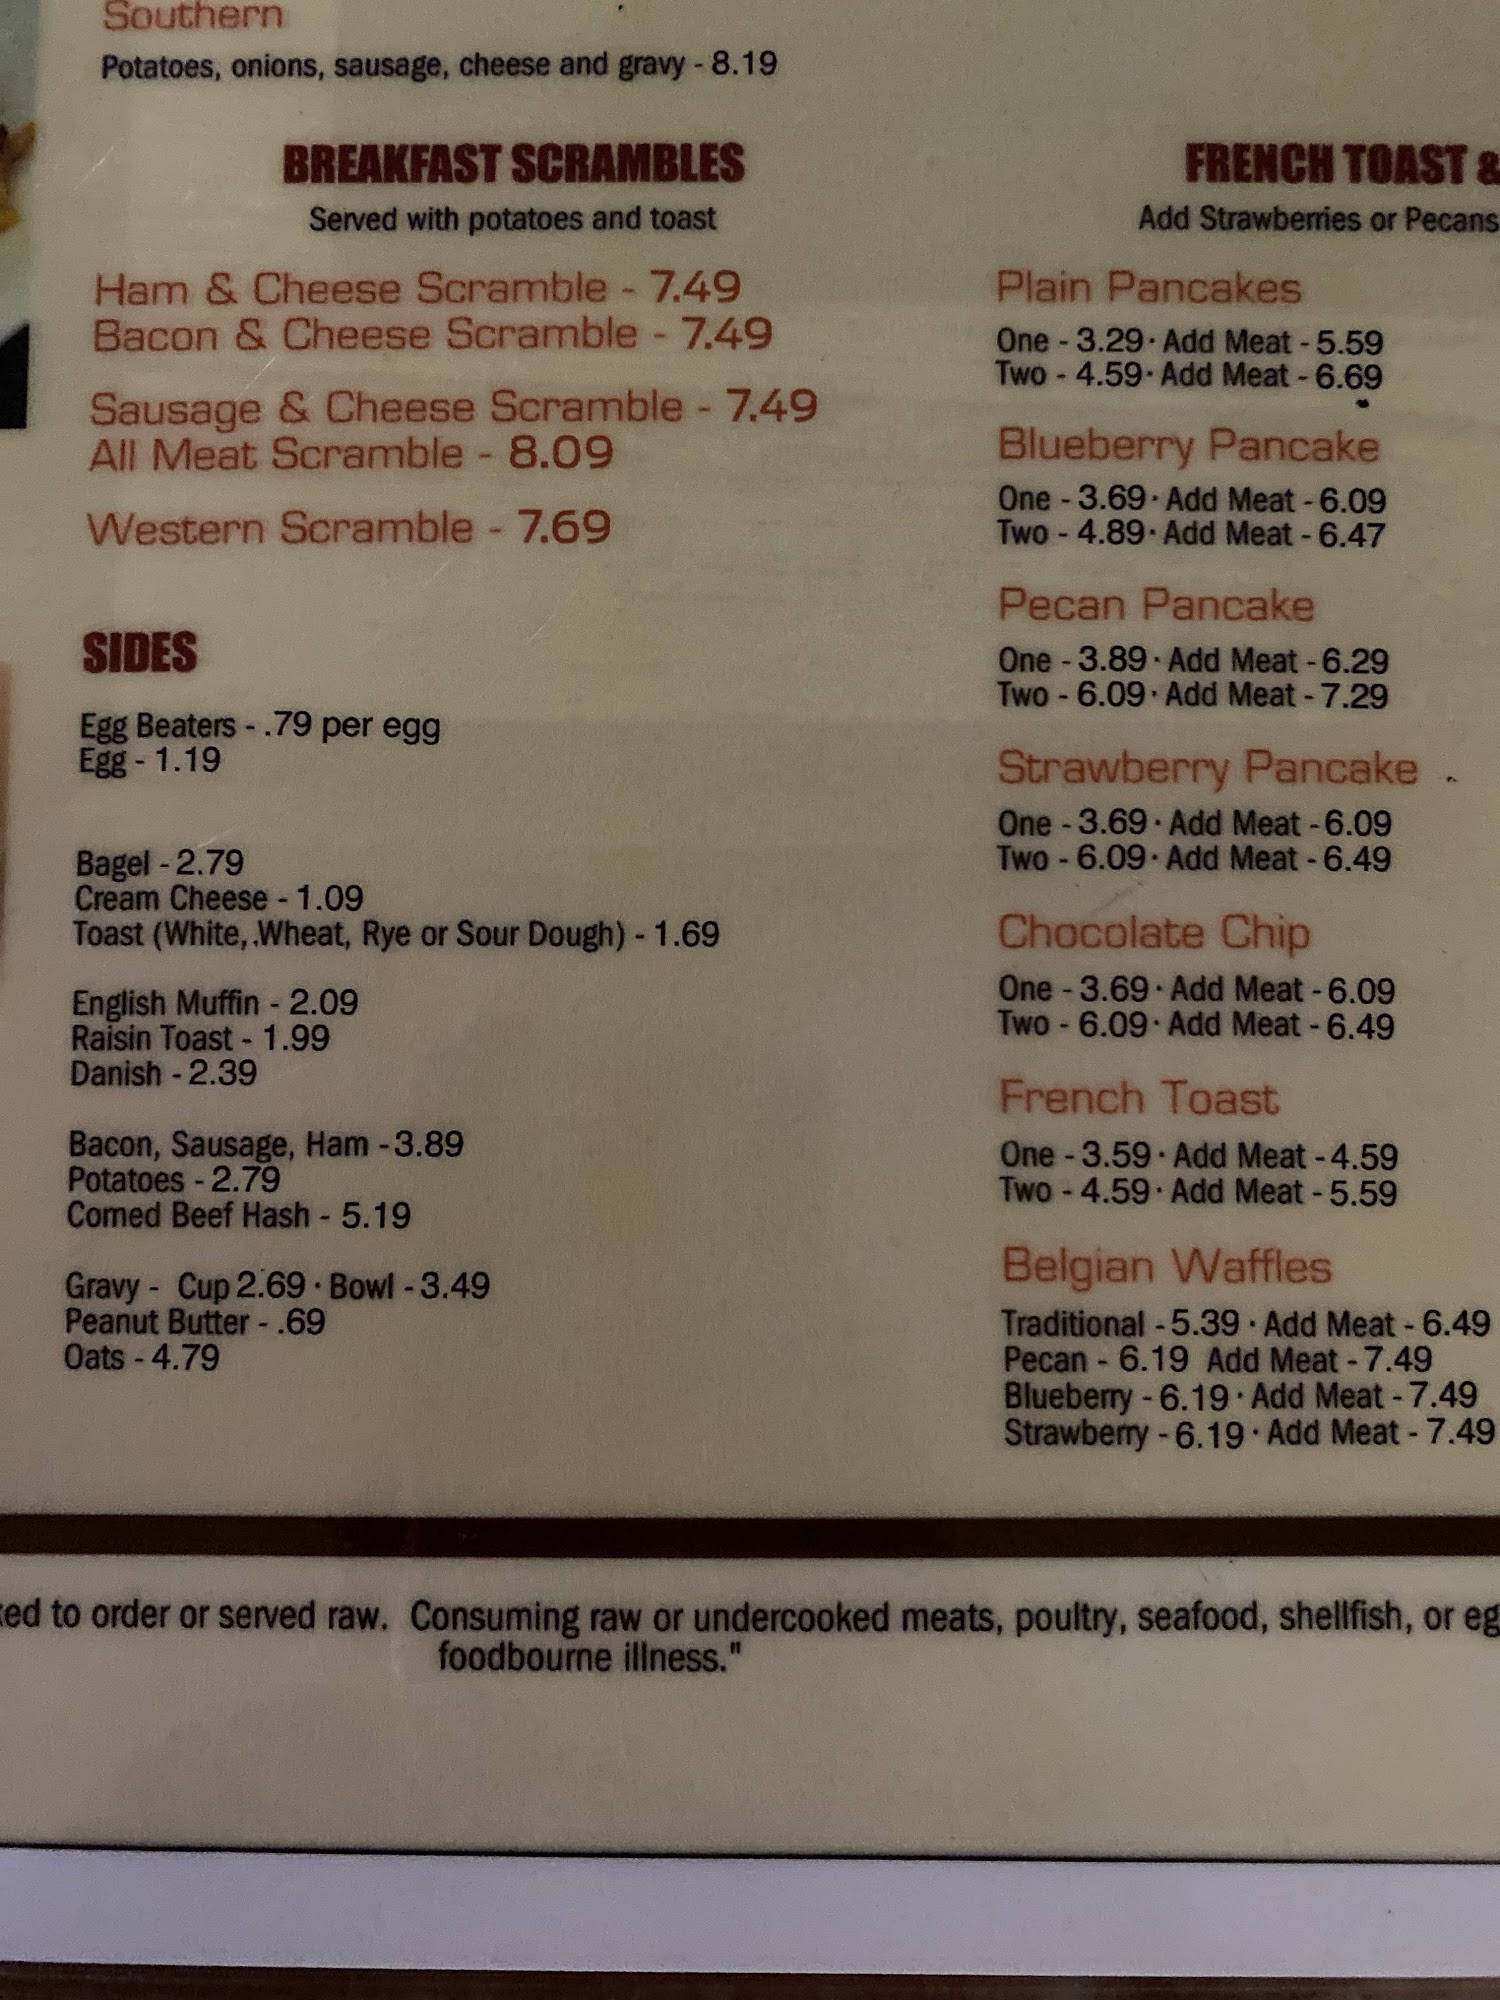 Southern
Potatoes, onions, sausage, cheese and gravy - 8.19
BREAKFAST SCRAMBLES
Served with potatoes and toast
Ham & Cheese Scramble - 7.49
Bacon & Cheese Scramble - 7.49
Sausage & Cheese Scramble - 7.49
All Meat Scramble - 8.09
Western Scramble - 7.69
SIDES
Egg Beaters - .79 per egg
Egg - 1.19
Bagel - 2.79
Cream Cheese - 1.09
Toast (White, Wheat, Rye or Sour Dough) - 1.69
English Muffin - 2.09
Raisin Toast - 1.99
Danish - 2.39
Bacon, Sausage, Ham - 3.89
Potatoes - 2.79
Corned Beef Hash - 5.19
Gravy - Cup 2.69 · Bowl - 3.49
Peanut Butter - .69
Oats - 4.79
FRENCH TOAST &
Add Strawberries or Pecans
Plain Pancakes
One - 3.29 · Add Meat - 5.59
Two - 4.59 · Add Meat - 6.69
Blueberry Pancake
One - 3.69 · Add Meat - 6.09
Two - 4.89 · Add Meat - 6.47
Pecan Pancake
One - 3.89 · Add Meat - 6.29
Two - 6.09 · Add Meat - 7.29
Strawberry Pancake
One - 3.69 · Add Meat - 6.09
Two - 6.09 · Add Meat - 6.49
Chocolate Chip
One - 3.69 · Add Meat - 6.09
Two - 6.09 · Add Meat - 6.49
French Toast
One - 3.59 · Add Meat - 4.59
Two - 4.59 · Add Meat - 5.59
Belgian Waffles
Traditional - 5.39 · Add Meat - 6.49
Pecan - 6.19 Add Meat - 7.49
Blueberry - 6.19 · Add Meat - 7.49
Strawberry - 6.19 · Add Meat - 7.49
to order or served raw. Consuming raw or undercooked meats, poultry, seafood, shellfish, or
foodbourne illness."